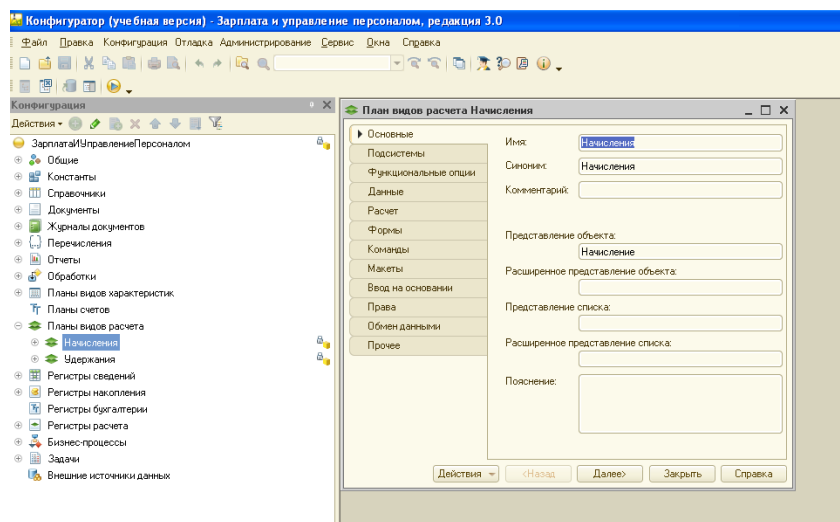 Конфигуратор (учебная версия) - Зарплата и управление персоналом, редакция 3.0
Файл Правка Конфигурация Отладка Администрирование Сервис Окна Справка
Конфигурация
Действия
ЗарплатаИУправлениеПерсоналом
Общие
Константы
Справочники
Документы
Журналы документов
Перечисления
Отчеты
Обработки
Планы видов характеристик
Планы счетов
Планы видов расчета
Начисления
Удержания
Регистры сведений
Регистры накопления
Регистры бухгалтерии
Регистры расчета
Бизнес-процессы
Задачи
Внешние источники данных
План видов расчета Начисления
Основные
Подсистемы
Функциональные опции
Данные
Расчет
Формы
Команды
Макеты
Ввод на основании
Права
Обмен данными
Прочее
Имя: Начисления
Синоним: Начисления
Комментарий:
Представление объекта:
Начисление
Расширенное представление объекта:
Представление списка:
Расширенное представление списка:
Пояснение:
Действия <Назад Далее> Закрыть Справка